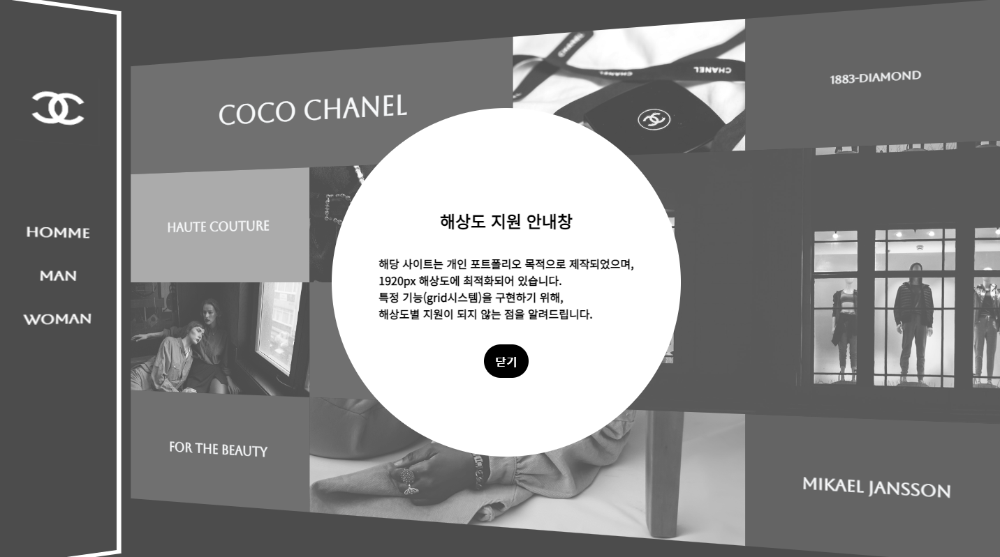 HOMME
MAN
WOMAN
COCO CHANEL
CHANEL
CHANEL
CHANEL
1883-DIAMOND
HAUTE COUTURE
해상도 지원 안내창
해당 사이트는 개인 포트폴리오 목적으로 제작되었으며,
1920px 해상도에 최적화되어 있습니다.
특정 기능(grid시스템)을 구현하기 위해,
해상도별 지원이 되지 않는 점을 알려드립니다.
닫기
FOR THE BEAUTY
MIKAEL JANSSON